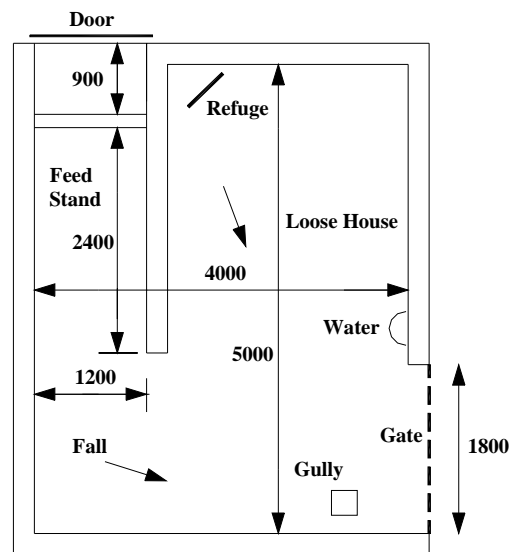 Door
900
Refuge
Feed
Stand
2400
Loose House
4000
Water
5000
1200
Gate
1800
Fall
Gully